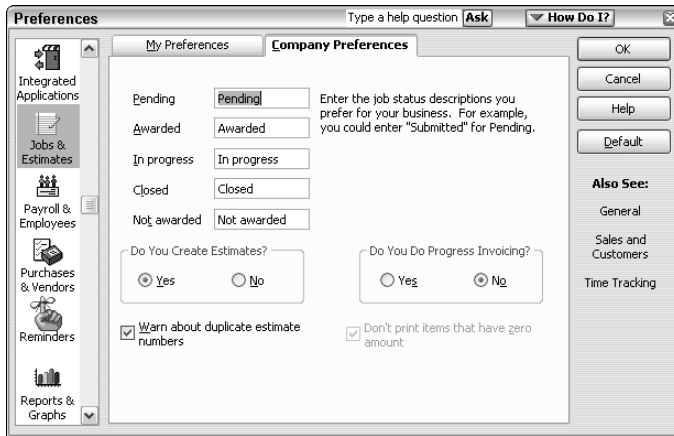 Preferences
Type a help question Ask
How Do I?
My Preferences
Company Preferences
Integrated
Applications
Jobs &
Estimates
Payroll &
Employees
Purchases
& Vendors
Reminders
Reports &
Graphs
Pending Pending
Awarded Awarded
In progress In progress
Closed Closed
Not awarded Not awarded
Enter the job status descriptions you
prefer for your business. For example,
you could enter "Submitted" for Pending.
Do You Create Estimates?
Yes No
Do You Do Progress Invoicing?
Yes No
Warn about duplicate estimate
numbers
Don't print items that have zero
amount
OK
Cancel
Help
Default
Also See:
General
Sales and
Customers
Time Tracking